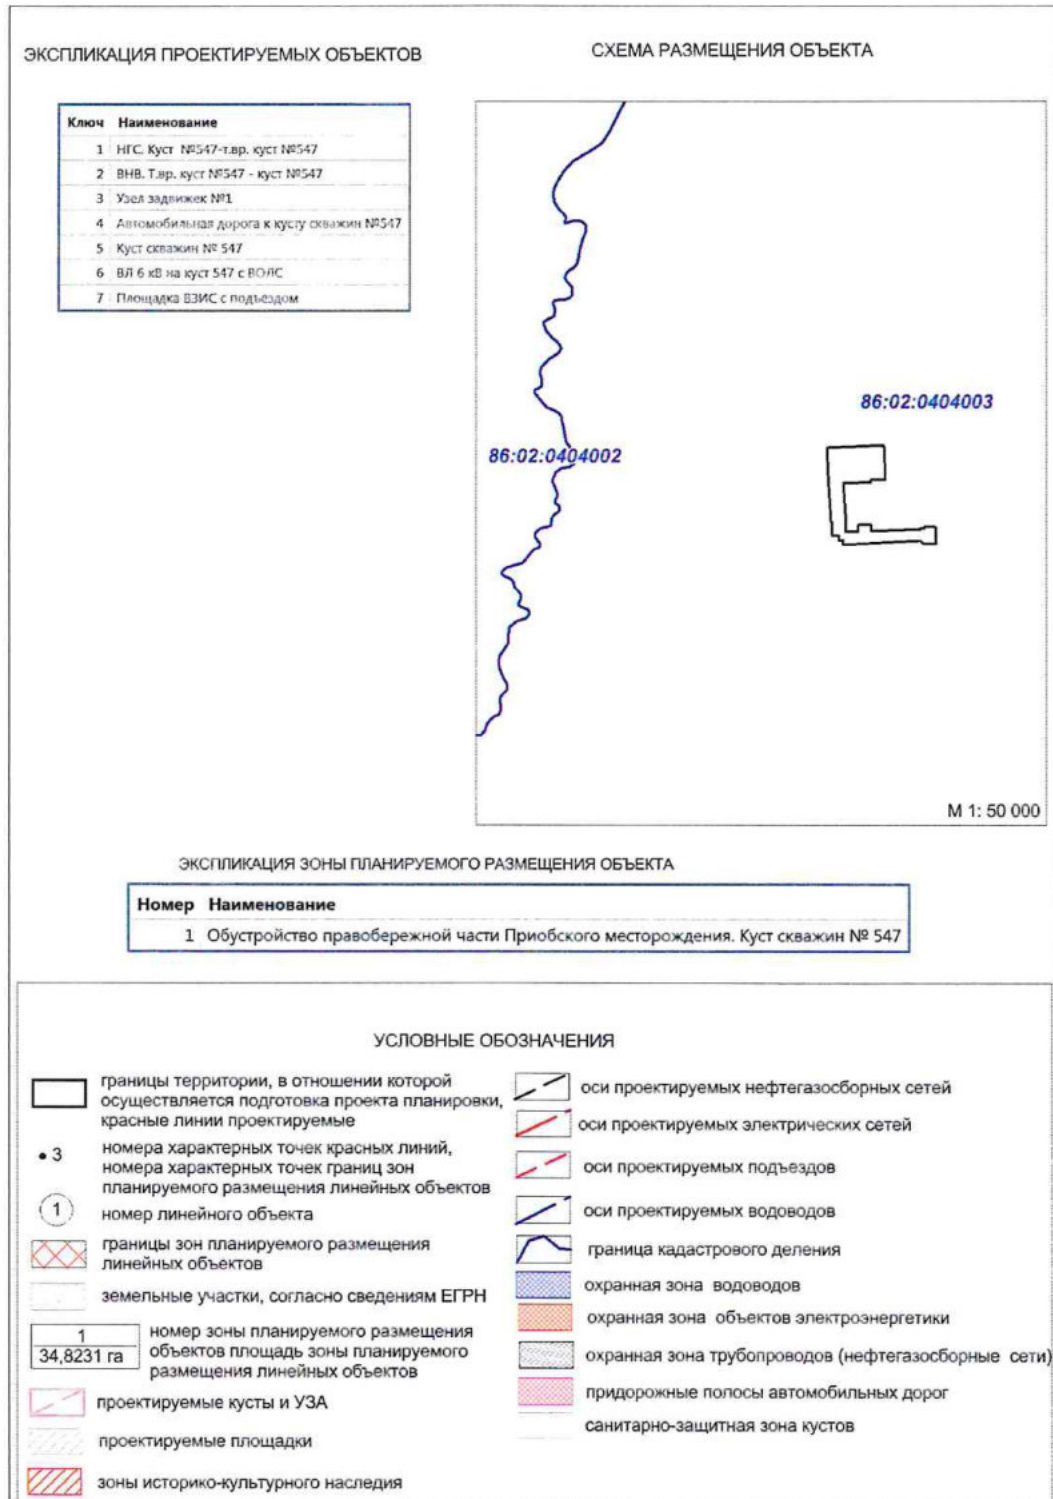 ЭКСПЛИКАЦИЯ ПРОЕКТИРУЕМЫХ ОБЪЕКТОВ
Ключ Наименование
1 НГС. Куст №547-т.вр. куст №547
2 ВНВ. Т.вр. куст №547 - куст №547
3 Узел задвижек №1
4 Автомобильная дорога к кусту скважин №547
5 Куст скважин № 547
6 ВЛ 6 кВ на куст 547 с ВОЛС
7 Площадка ВЗИС с подъездом
СХЕМА РАЗМЕЩЕНИЯ ОБЪЕКТА
86:02:0404003
86:02:0404002
М 1: 50 000
ЭКСПЛИКАЦИЯ ЗОНЫ ПЛАНИРУЕМОГО РАЗМЕЩЕНИЯ ОБЪЕКТА
Номер Наименование
1 Обустройство правобережной части Приобского месторождения. Куст скважин № 547
УСЛОВНЫЕ ОБОЗНАЧЕНИЯ
границы территории, в отношении которой
осуществляется подготовка проекта планировки,
красные линии проектируемые
3
номера характерных точек красных линий,
номера характерных точек границ зон
планируемого размещения линейных объектов
1
номер линейного объекта
границы зон планируемого размещения
линейных объектов
земельные участки, согласно сведениям ЕГРН
1
34,8231 га
номер зоны планируемого размещения
объектов площадь зоны планируемого
размещения линейных объектов
проектируемые кусты и УЗА
проектируемые площадки
зоны историко-культурного наследия
оси проектируемых нефтегазосборных сетей
оси проектируемых электрических сетей
оси проектируемых подъездов
оси проектируемых водоводов
граница кадастрового деления
охранная зона водоводов
охранная зона объектов электроэнергетики
охранная зона трубопроводов (нефтегазосборные сети)
придорожные полосы автомобильных дорог
санитарно-защитная зона кустов